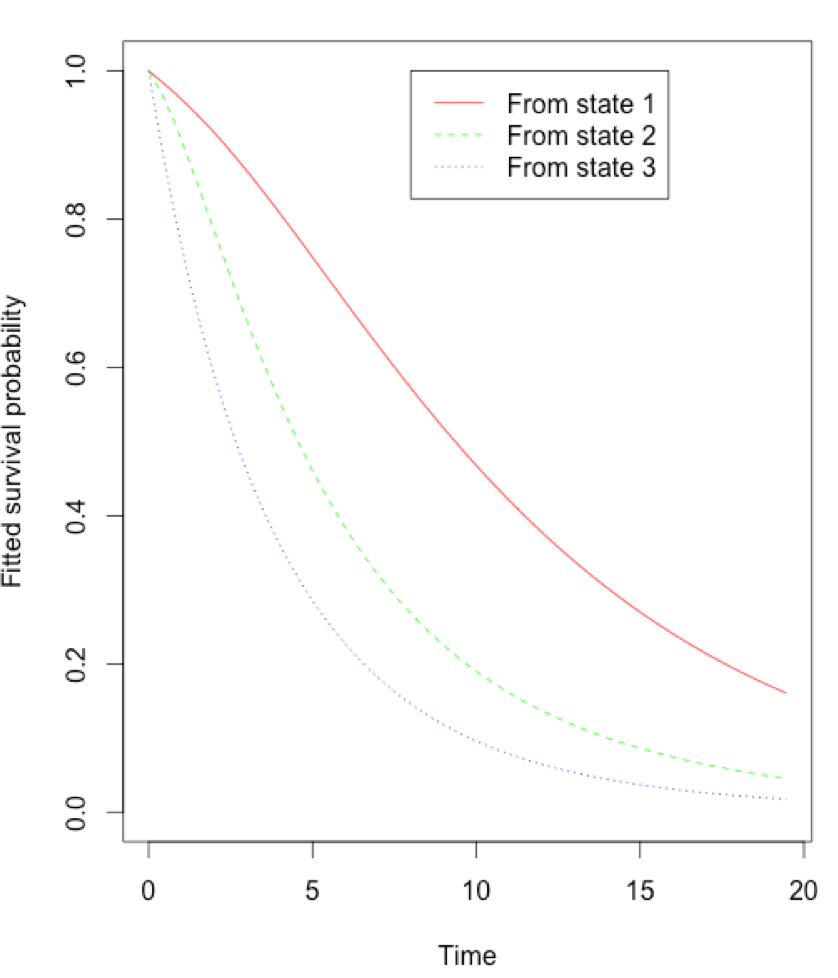 From state 1
From state 2
From state 3
Fitted survival probability
1.0
0.8
0.6
0.4
0.2
0.0
0 5 10 15 20
Time